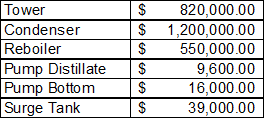 Tower $ 820,000.00
Condenser $ 1,200,000.00
Reboiler $ 550,000.00
Pump Distillate $ 9,600.00
Pump Bottom $ 16,000.00
Surge Tank $ 39,000.00